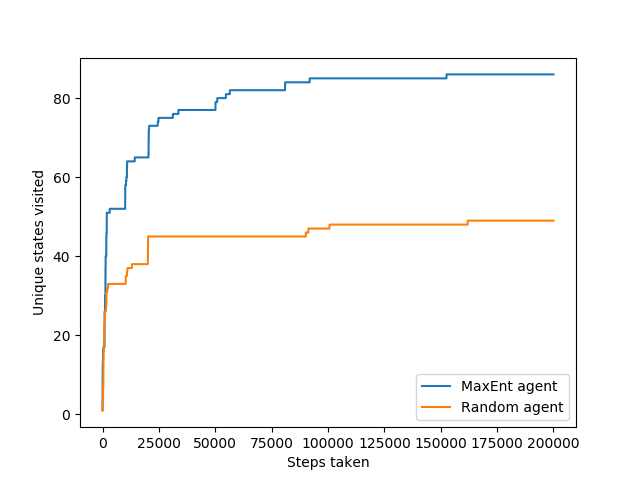 80
60
40
20
0
Unique states visited
0 25000 50000 75000 100000 125000 150000 175000 200000
Steps taken
MaxEnt agent
Random agent